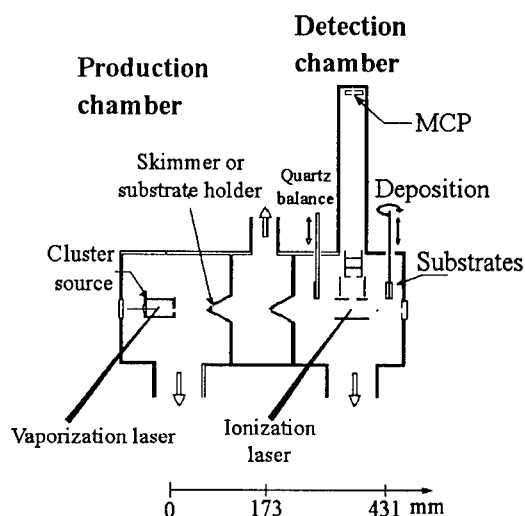 Detection
chamber
Production
chamber
MCP
Skimmer or
substrate holder
Quartz
balance
Deposition
Cluster
source
Substrates
Vaporization laser
Ionization
laser
0 173 431 mm